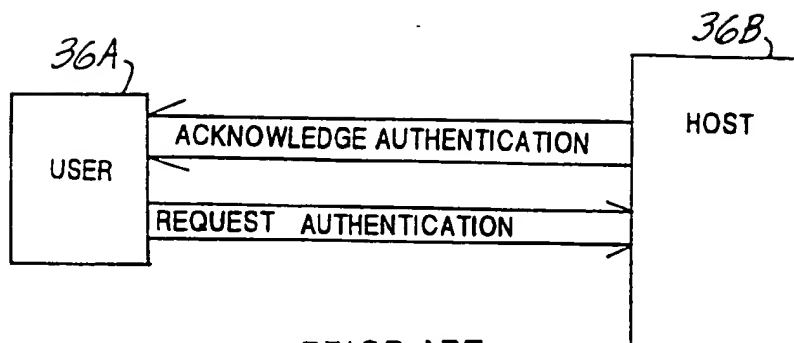 36A
36B
ACKNOWLEDGE AUTHENTICATION
HOST
USER
REQUEST AUTHENTICATION